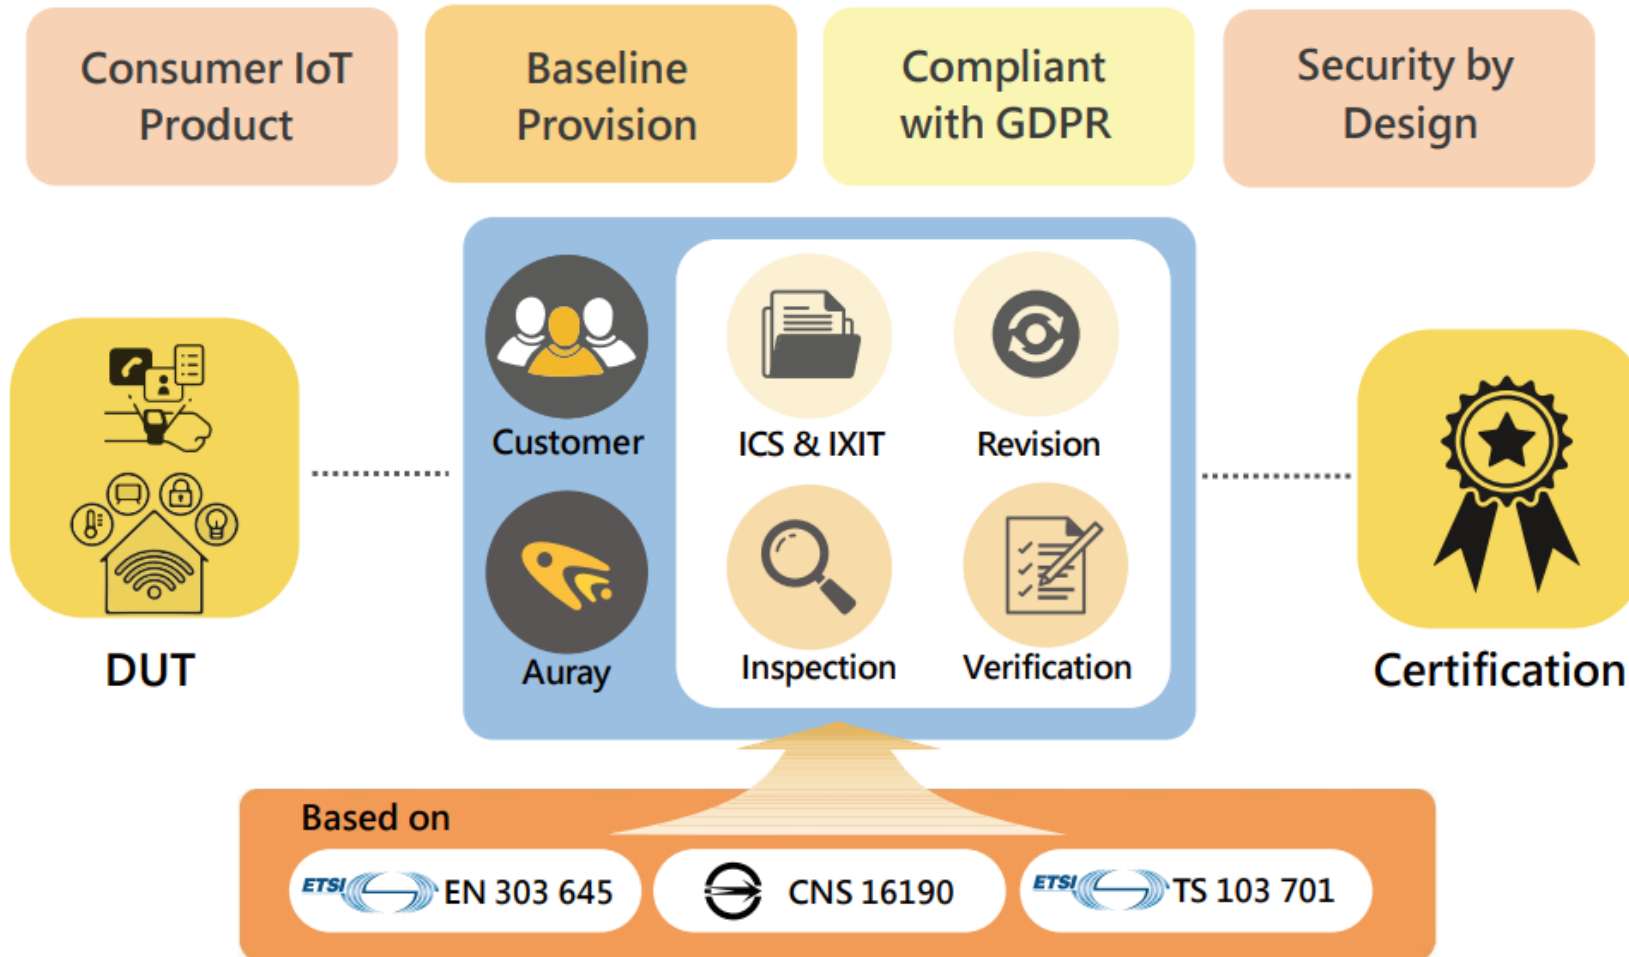 Consumer IoT
Product
Baseline
Provision
Compliant
with GDPR
Security by
Design
Customer
ICS & IXIT
Revision
Auray
Inspection
Verification
DUT
Certification
Based on
ETSI EN 303 645
CNS 16190
ETSI TS 103 701